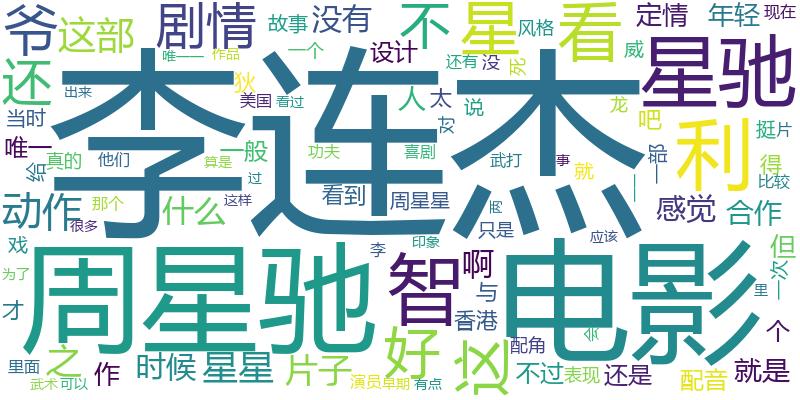 爷
这部
剧情
故事
没有
不
星
看
定情
年轻
现在
唯一一
作品
一个
设计
还有
没
死
风格
威
还
狄
美国
看过
人
太
对
说
龙
星驰
李连杰
出来
当时
唯一
真的
给
他们
一般
算是
功夫
喜剧
武打
事
就
吧
利
挺
片
一部
得
比较
动作
那个
什么
过
这样
看到
周星星
两
只是
一
感觉
合作
很多
戏
李
印象
应该
但
周星驰
智
啊
与
电影
里
一次
为了
才
香港
会
个
里面
之
作
时候
星星
片子
好
这
配角
不过
表现
还是
配音
就是
武术
可以
演员
早期
有点